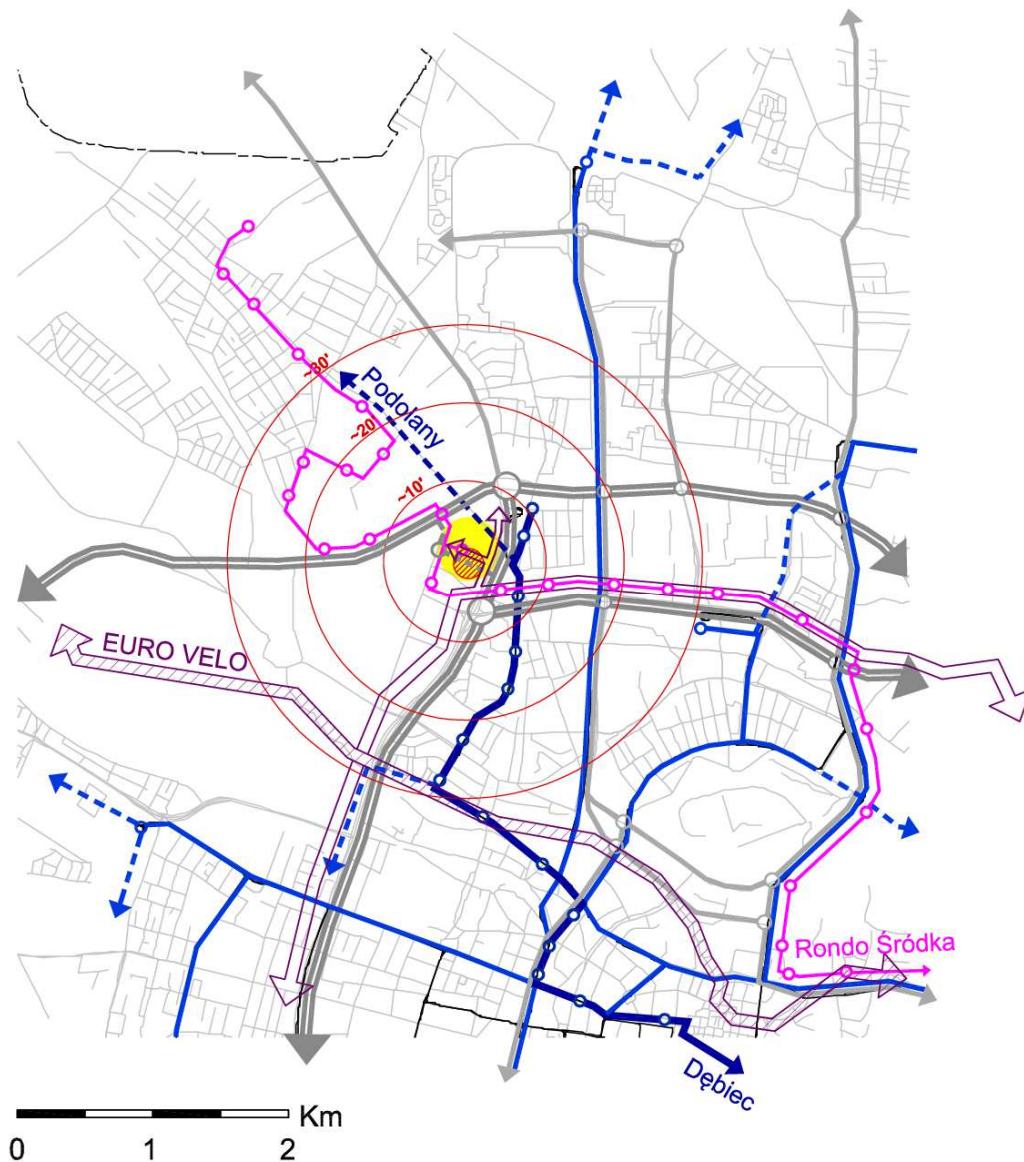 ~30'
Podolany
~20'
~10'
EURO VELO
Rondo Śródka
Dębiec
Km
0 1 2